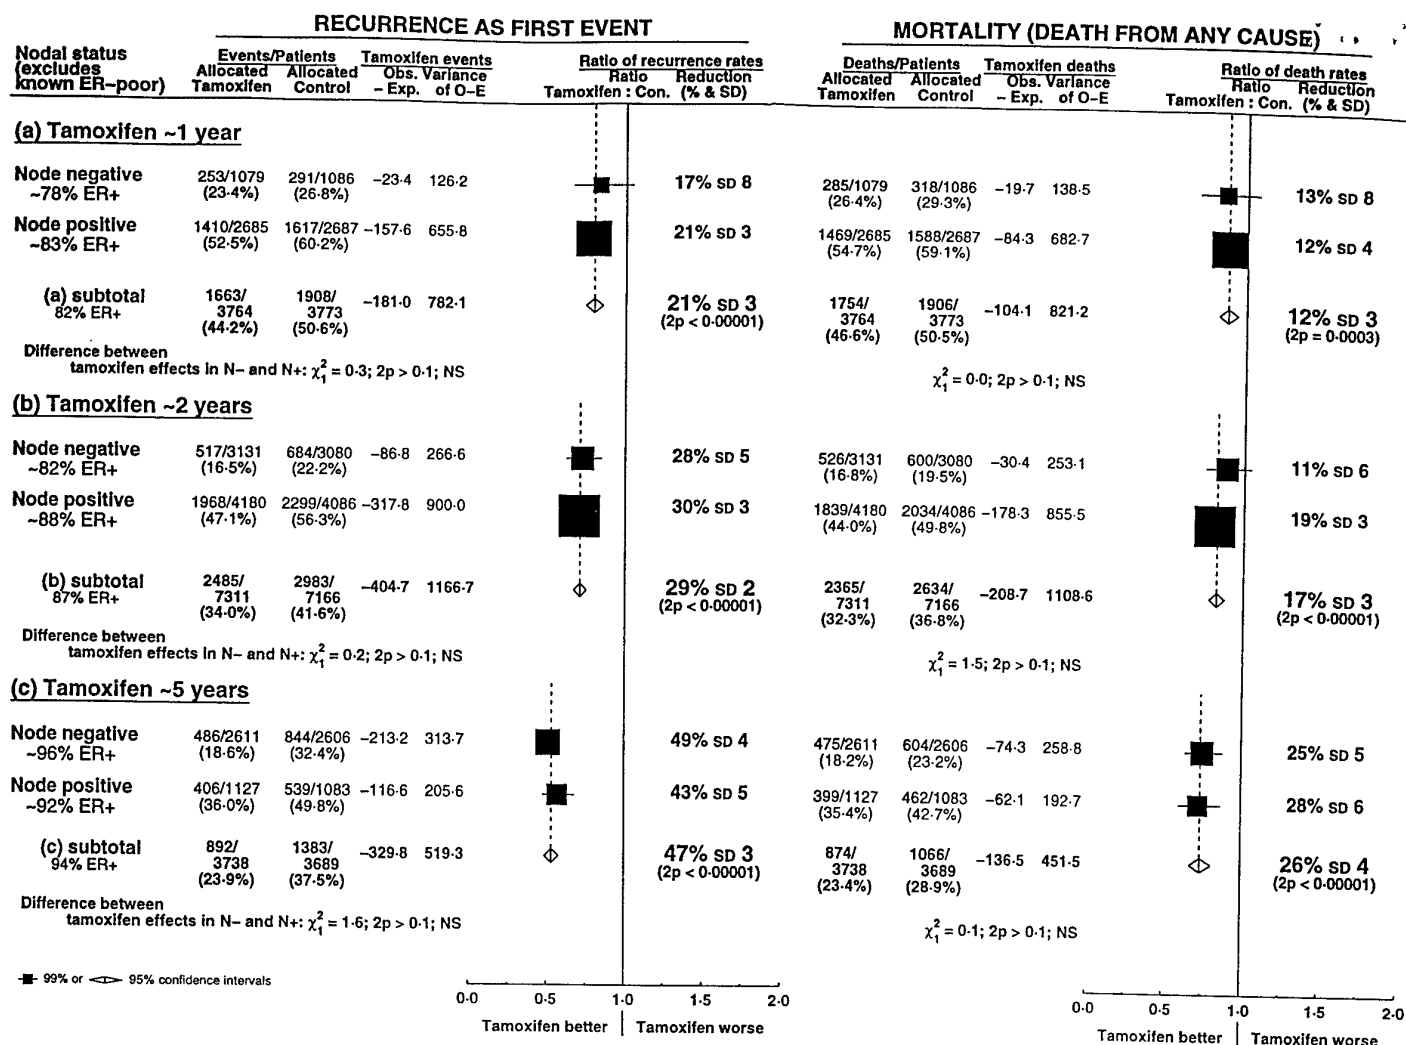 RECURRENCE AS FIRST EVENT
MORTALITY (DEATH FROM ANY CAUSE)
Nodal status (excludes known ER–poor)
Events/Patients
Allocated Tamoxifen
Allocated Control
Tamoxifen events
Obs. – Exp.
Variance of O–E
Ratio of recurrence rates
Ratio Tamoxifen : Con.
Reduction (% & SD)
Deaths/Patients
Allocated Tamoxifen
Allocated Control
Tamoxifen deaths
Obs. – Exp.
Variance of O–E
Ratio of death rates
Ratio Tamoxifen : Con.
Reduction (% & SD)
(a) Tamoxifen ~1 year
Node negative 253/1079 291/1086 –23·4 126·2 17% SD 8 285/1079 318/1086 –19·7 138·5 13% SD 8
~78% ER+ (23·4%) (26·8%) (26·4%) (29·3%)
Node positive 1410/2685 1617/2687 –157·6 655·8 21% SD 3 1469/2685 1588/2687 –84·3 682·7 12% SD 4
~83% ER+ (52·5%) (60·2%) (54·7%) (59·1%)
(a) subtotal 1663/ 1908/ –181·0 782·1 21% SD 3 1754/ 1906/ –104·1 821·2 12% SD 3
82% ER+ 3764 3773 (2p < 0·00001) 3764 3773 (2p = 0·0003)
(44·2%) (50·6%) (46·6%) (50·5%)
Difference between
tamoxifen effects in N– and N+: χ²₁ = 0·3; 2p > 0·1; NS χ²₁ = 0·0; 2p > 0·1; NS
(b) Tamoxifen ~2 years
Node negative 517/3131 684/3080 –86·8 266·6 28% SD 5 526/3131 600/3080 –30·4 253·1 11% SD 6
~82% ER+ (16·5%) (22·2%) (16·8%) (19·5%)
Node positive 1968/4180 2299/4086 –317·8 900·0 30% SD 3 1839/4180 2034/4086 –178·3 855·5 19% SD 3
~88% ER+ (47·1%) (56·3%) (44·0%) (49·8%)
(b) subtotal 2485/ 2983/ –404·7 1166·7 29% SD 2 2365/ 2634/ –208·7 1108·6 17% SD 3
87% ER+ 7311 7166 (2p < 0·00001) 7311 7166 (2p < 0·00001)
(34·0%) (41·6%) (32·3%) (36·8%)
Difference between
tamoxifen effects in N– and N+: χ²₁ = 0·2; 2p > 0·1; NS χ²₁ = 1·5; 2p > 0·1; NS
(c) Tamoxifen ~5 years
Node negative 486/2611 844/2606 –213·2 313·7 49% SD 4 475/2611 604/2606 –74·3 258·8 25% SD 5
~96% ER+ (18·6%) (32·4%) (18·2%) (23·2%)
Node positive 406/1127 539/1083 –116·6 205·6 43% SD 5 399/1127 462/1083 –62·1 192·7 28% SD 6
~92% ER+ (36·0%) (49·8%) (35·4%) (42·7%)
(c) subtotal 892/ 1383/ –329·8 519·3 47% SD 3 874/ 1066/ –136·5 451·5 26% SD 4
94% ER+ 3738 3689 (2p < 0·00001) 3738 3689 (2p < 0·00001)
(23·9%) (37·5%) (23·4%) (28·9%)
Difference between
tamoxifen effects in N– and N+: χ²₁ = 1·6; 2p > 0·1; NS χ²₁ = 0·1; 2p > 0·1; NS
99% or 95% confidence intervals
0·0 0·5 1·0 1·5 2·0
Tamoxifen better Tamoxifen worse
0·0 0·5 1·0 1·5 2·0
Tamoxifen better Tamoxifen worse